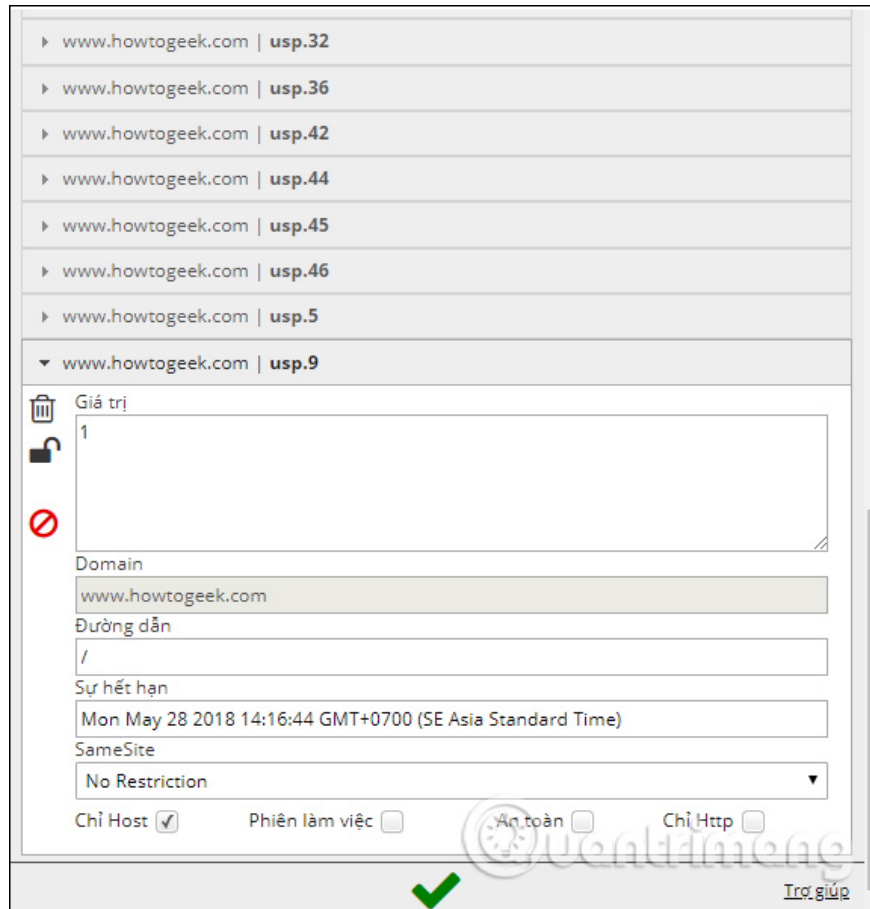 www.howtogeek.com | usp.32
www.howtogeek.com | usp.36
www.howtogeek.com | usp.42
www.howtogeek.com | usp.44
www.howtogeek.com | usp.45
www.howtogeek.com | usp.46
www.howtogeek.com | usp.5
www.howtogeek.com | usp.9
Giá trị
1
Domain
www.howtogeek.com
Đường dẫn
/
Sự hết hạn
Mon May 28 2018 14:16:44 GMT+0700 (SE Asia Standard Time)
SameSite
No Restriction
Chỉ Host Phiên làm việc An toàn Chỉ Http
Quantrimang
Trợ giúp